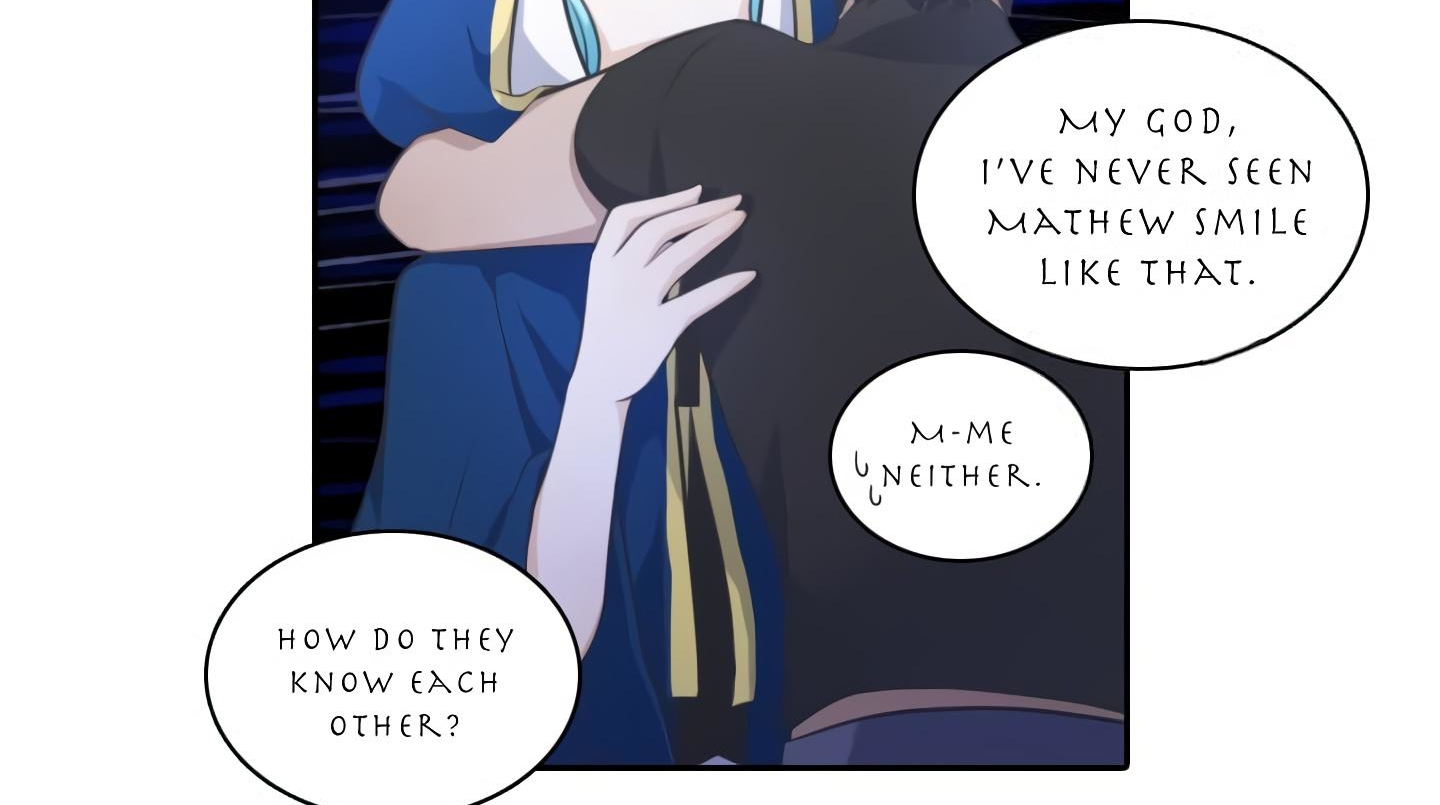 My God,
I've never seen
Mathew smile
like that.
M-me
neither.
How do they
know each
other?